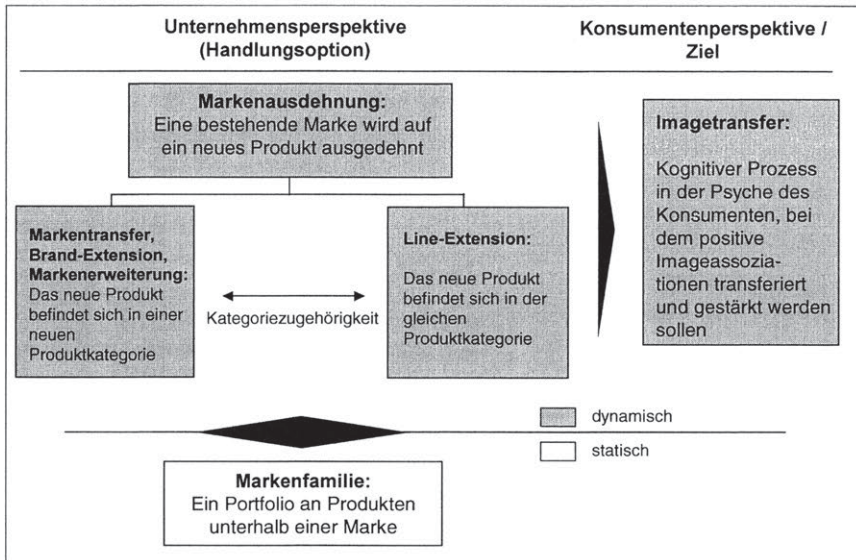 Unternehmensperspektive
(Handlungsoption)
Konsumentenperspektive /
Ziel
Markenausdehnung:
Eine bestehende Marke wird auf
ein neues Produkt ausgedehnt
Markentransfer,
Brand-Extension,
Markenerweiterung:
Das neue Produkt
befindet sich in einer
neuen
Produktkategorie
Kategoriezugehörigkeit
Line-Extension:
Das neue Produkt
befindet sich in der
gleichen
Produktkategorie
Imagetransfer:
Kognitiver Prozess
in der Psyche des
Konsumenten, bei
dem positive
Imageassozia-
tionen transferiert
und gestärkt werden
sollen
dynamisch
statisch
Markenfamilie:
Ein Portfolio an Produkten
unterhalb einer Marke